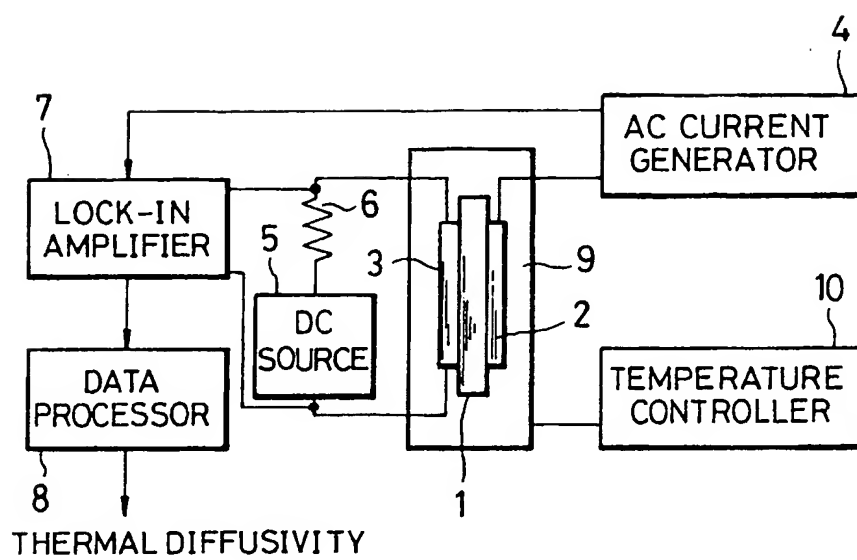 4
7
AC CURRENT
GENERATOR
LOCK-IN
AMPLIFIER
6
5
3
9
DC
SOURCE
2
10
DATA
PROCESSOR
TEMPERATURE
CONTROLLER
8
1
THERMAL DIFFUSIVITY